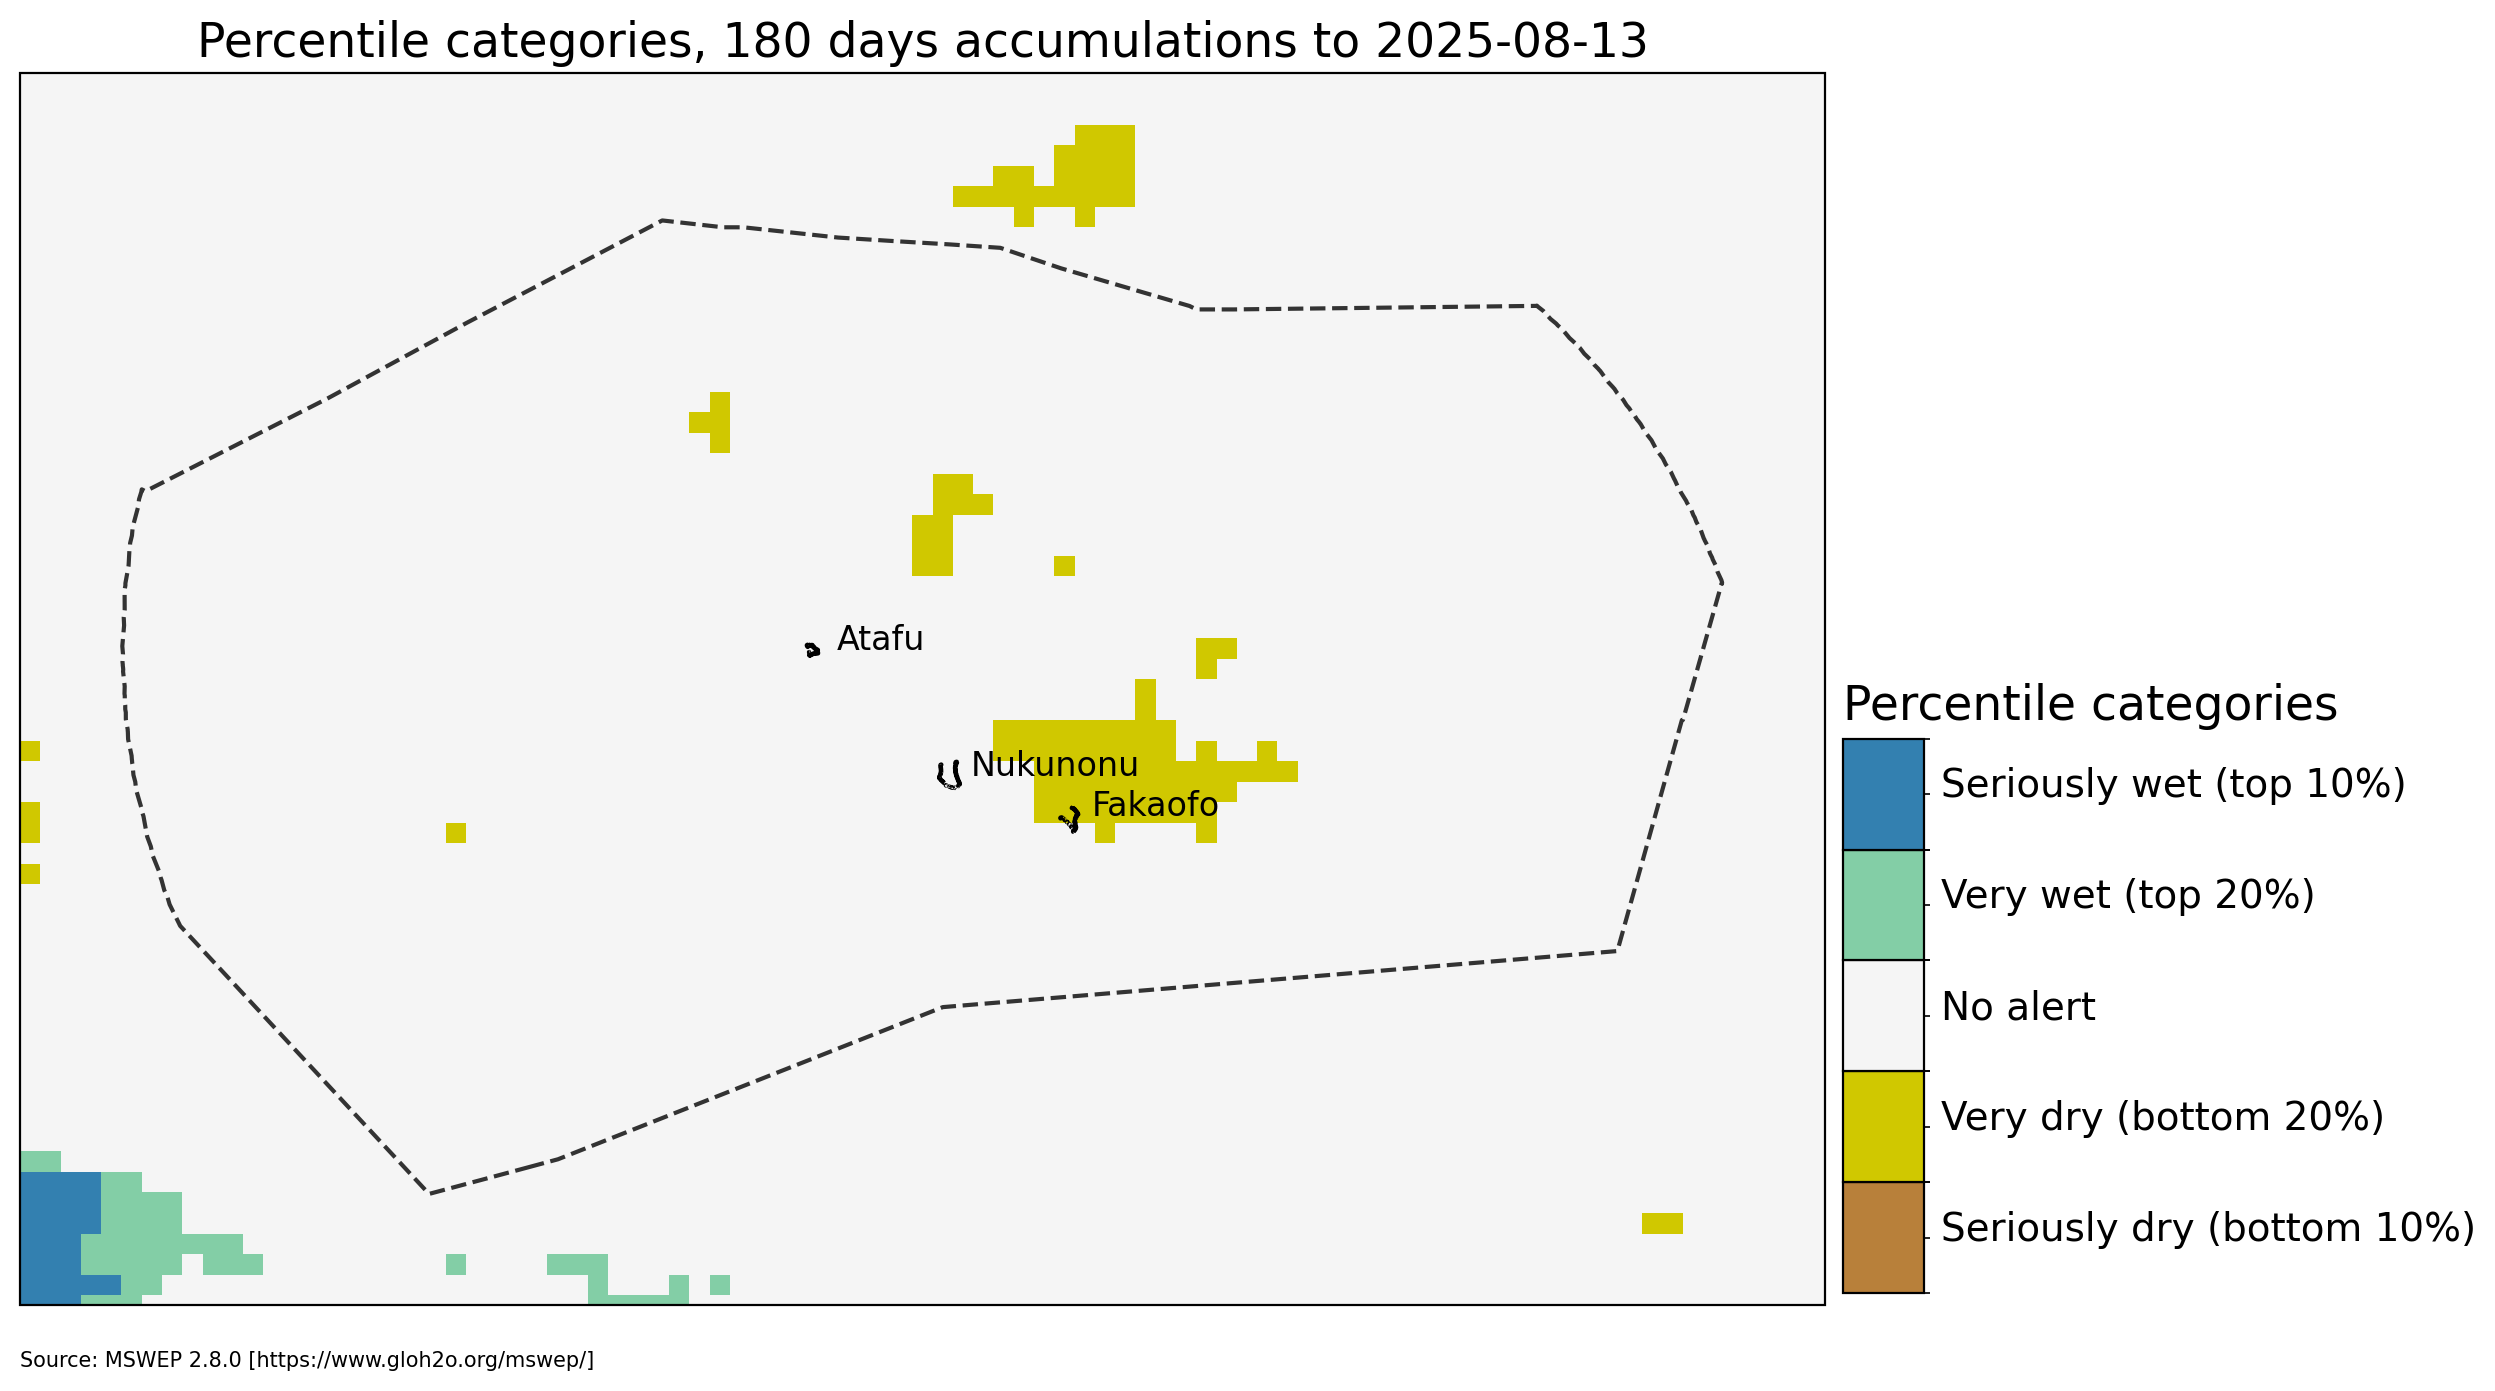 Percentile categories, 180 days accumulations to 2025-08-13
Atafu
Nukunonu
Fakaofo
Percentile categories
Seriously wet (top 10%)
Very wet (top 20%)
No alert
Very dry (bottom 20%)
Seriously dry (bottom 10%)
Source: MSWEP 2.8.0 [https://www.gloh2o.org/mswep/]